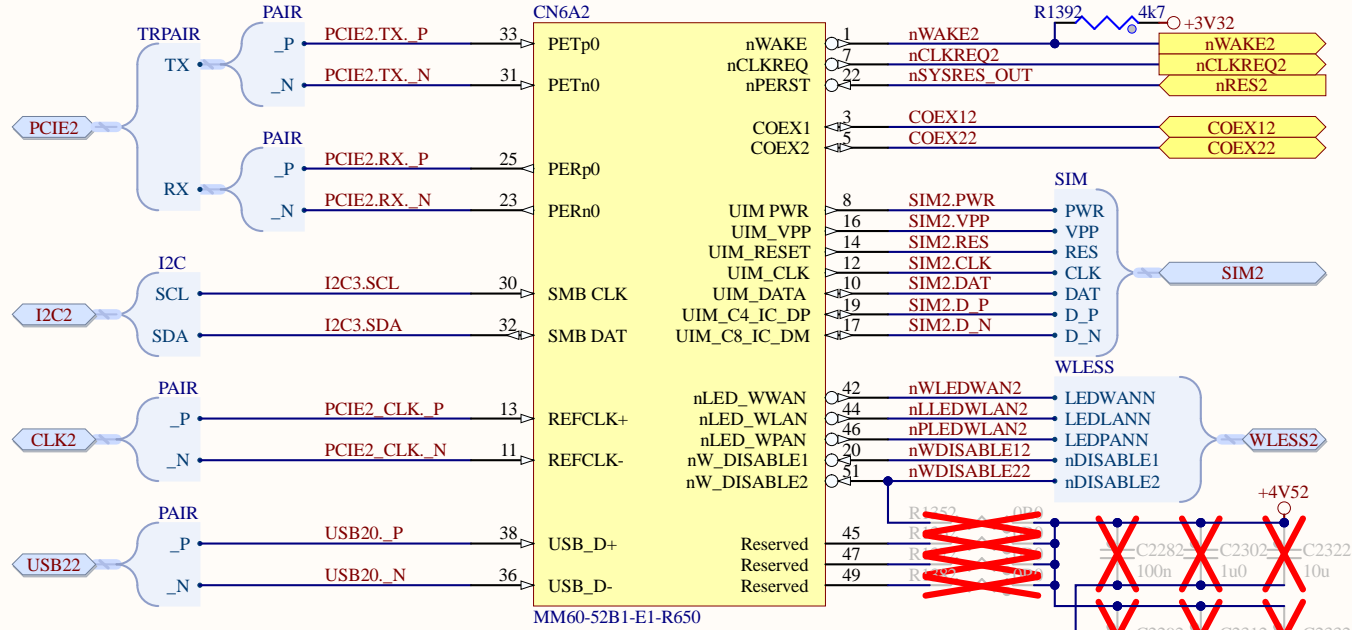 CN6A2
PAIR
R1392
4k7
+3V32
TRPAIR
TX
_P
PCIE2.TX._P
33
PETp0
_N
PCIE2.TX._N
31
PETn0
PCIE2
PAIR
RX
_P
PCIE2.RX._P
25
PERp0
_N
PCIE2.RX._N
23
PERn0
I2C
I2C2
SCL
I2C3.SCL
30
SMB CLK
SDA
I2C3.SDA
32
SMB DAT
PAIR
CLK2
_P
PCIE2_CLK._P
13
REFCLK+
_N
PCIE2_CLK._N
11
REFCLK-
PAIR
USB22
_P
USB20._P
38
USB_D+
_N
USB20._N
36
USB_D-
MM60-52B1-E1-R650
nWAKE
1
nWAKE2
nWAKE2
nCLKREQ
7
nCLKREQ2
nCLKREQ2
nPERST
22
nSYSRES_OUT
nRES2
COEX1
3
COEX12
COEX12
COEX2
5
COEX22
COEX22
SIM
UIM PWR
8
SIM2.PWR
PWR
UIM_VPP
16
SIM2.VPP
VPP
UIM_RESET
14
SIM2.RES
RES
UIM_CLK
12
SIM2.CLK
CLK
SIM2
UIM_DATA
10
SIM2.DAT
DAT
UIM_C4_IC_DP
19
SIM2.D_P
D_P
UIM_C8_IC_DM
17
SIM2.D_N
D_N
WLESS
nLED_WWAN
42
nWLEDWAN2
LEDWANN
nLED_WLAN
44
nLLEDWLAN2
LEDLANN
WLESS2
nLED_WPAN
46
nPLEDWLAN2
LEDPANN
nW_DISABLE1
20
nWDISABLE12
nDISABLE1
nW_DISABLE2
51
nWDISABLE22
nDISABLE2
+4V52
R1352
0R0
Reserved
45
Reserved
47
Reserved
49
C2282
100n
C2302
1u0
C2322
10u